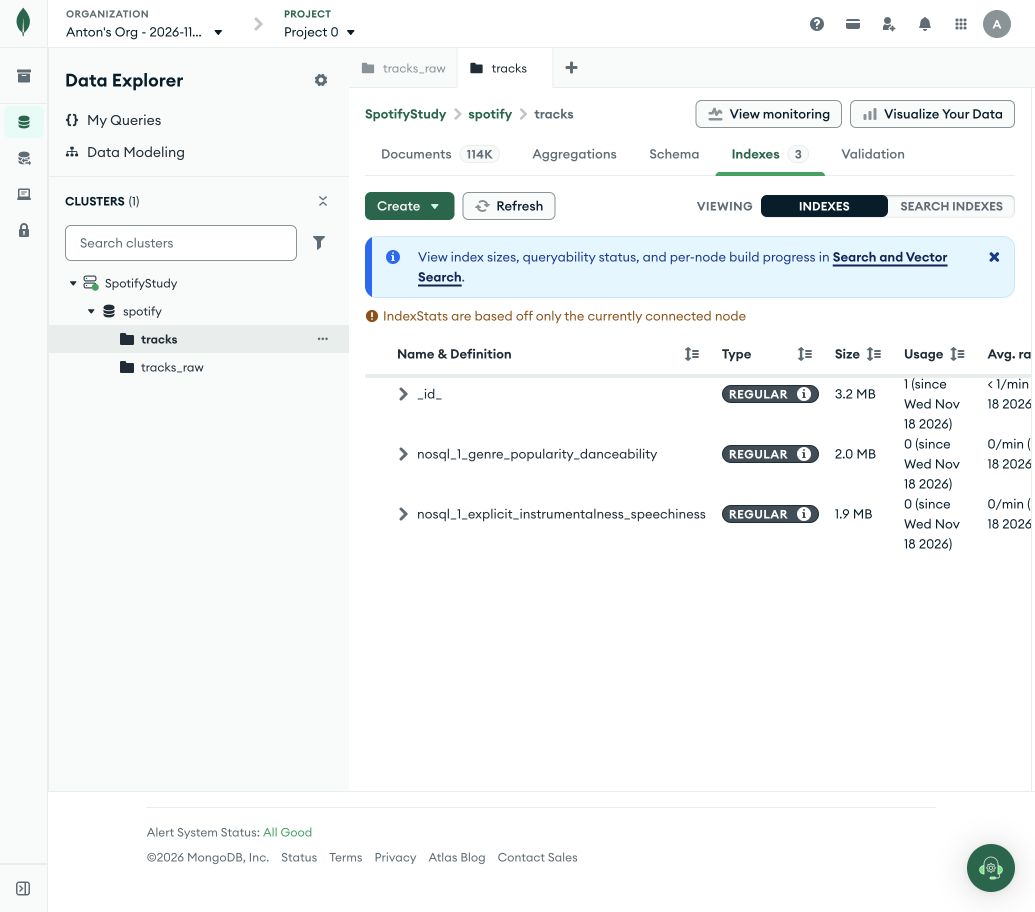 ORGANIZATION
Anton's Org - 2026-11...
PROJECT
Project 0
A
Data Explorer
{} My Queries
Data Modeling
CLUSTERS (1)
Search clusters
SpotifyStudy
spotify
tracks
tracks_raw
tracks_raw
tracks
SpotifyStudy > spotify > tracks
View monitoring
Visualize Your Data
Documents 114K Aggregations Schema Indexes 3 Validation
Create
Refresh
VIEWING INDEXES SEARCH INDEXES
View index sizes, queryability status, and per-node build progress in Search and Vector
Search.
IndexStats are based off only the currently connected node
Name & Definition Type Size Usage Avg. ra
_id_ REGULAR 3.2 MB
1 (since
Wed Nov
18 2026)
< 1/min
18 2026
nosql_1_genre_popularity_danceability REGULAR 2.0 MB
0 (since
Wed Nov
18 2026)
0/min (
18 2026
nosql_1_explicit_instrumentalness_speechiness REGULAR 1.9 MB
0 (since
Wed Nov
18 2026)
0/min (
18 2026
Alert System Status: All Good
©2026 MongoDB, Inc. Status Terms Privacy Atlas Blog Contact Sales